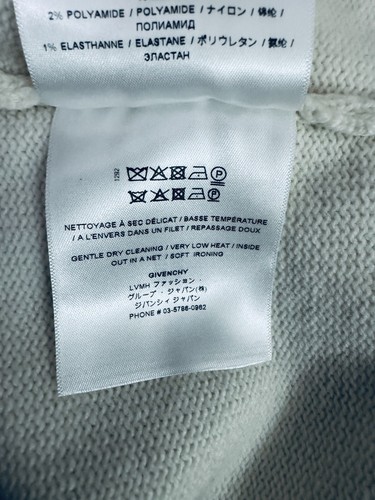 2% POLYAMIDE / POLYAMIDE / ナイロン / 锦纶 /
ПОЛИАМИД
1% ELASTHANNE / ELASTANE / ポリウレタン / 氨纶 /
ЭЛАСТАН
1292
P
P
NETTOYAGE À SEC DÉLICAT / BASSE TEMPÉRATURE
/ A L'ENVERS DANS UN FILET / REPASSAGE DOUX
GENTLE DRY CLEANING / VERY LOW HEAT / INSIDE
OUT IN A NET / SOFT IRONING
GIVENCHY
LVMH ファッション ·
グループ · ジャパン(株)
ジバンシィ ジャパン
PHONE # 03-5786-0962